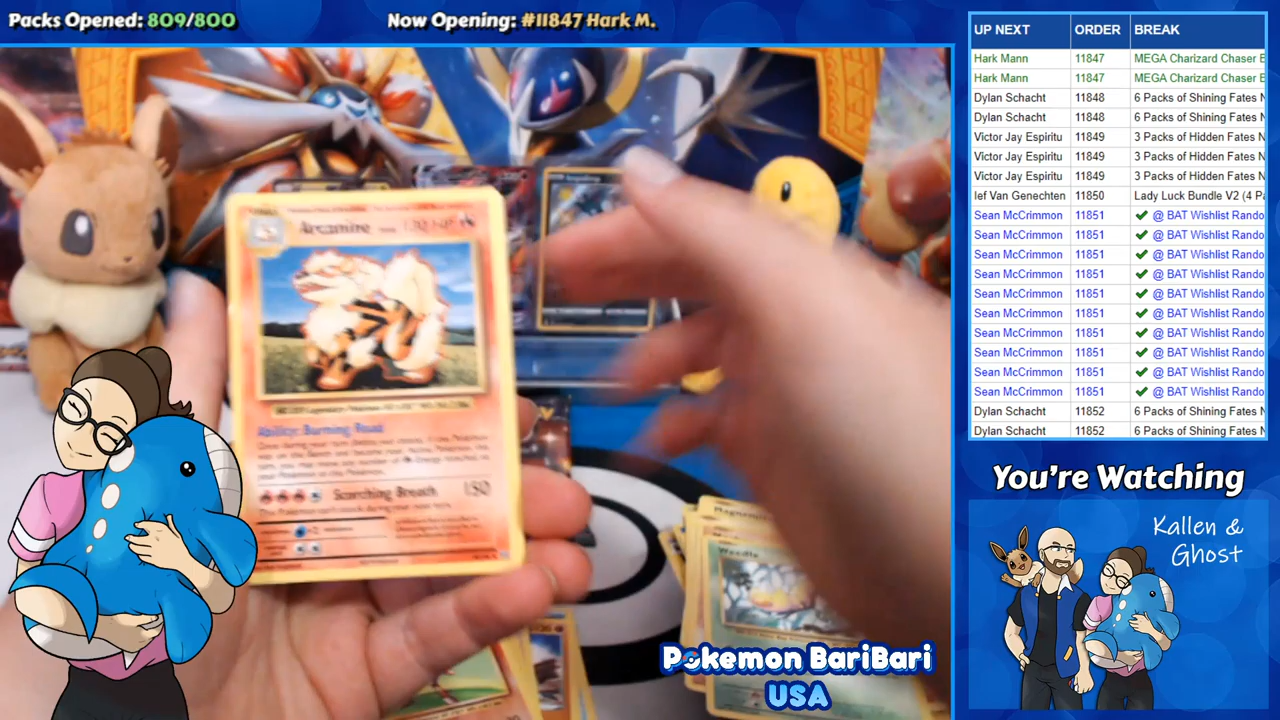 Packs Opened: 809/800
Now Opening: #11847 Hark M.
UP NEXT ORDER BREAK
Hark Mann 11847 MEGA Charizard Chaser
Hark Mann 11847 MEGA Charizard Chaser
Dylan Schacht 11848 6 Packs of Shining Fates
Dylan Schacht 11848 6 Packs of Shining Fates
Victor Jay Espiritu 11849 3 Packs of Hidden Fates
Victor Jay Espiritu 11849 3 Packs of Hidden Fates
Victor Jay Espiritu 11849 3 Packs of Hidden Fates
Ief Van Genechten 11850 Lady Luck Bundle V2 (4
Sean McCrimmon 11851 ✔ @ BAT Wishlist Rando
Sean McCrimmon 11851 ✔ @ BAT Wishlist Rando
Sean McCrimmon 11851 ✔ @ BAT Wishlist Rando
Sean McCrimmon 11851 ✔ @ BAT Wishlist Rando
Sean McCrimmon 11851 ✔ @ BAT Wishlist Rando
Sean McCrimmon 11851 ✔ @ BAT Wishlist Rando
Sean McCrimmon 11851 ✔ @ BAT Wishlist Rando
Sean McCrimmon 11851 ✔ @ BAT Wishlist Rando
Sean McCrimmon 11851 ✔ @ BAT Wishlist Rando
Sean McCrimmon 11851 ✔ @ BAT Wishlist Rando
Dylan Schacht 11852 6 Packs of Shining Fates
Dylan Schacht 11852 6 Packs of Shining Fates
Arcanine
Ability: Burning Road
Scorching Breath 150
Weedle
You're Watching
Kallen &
Ghost
Pokemon BariBari
USA